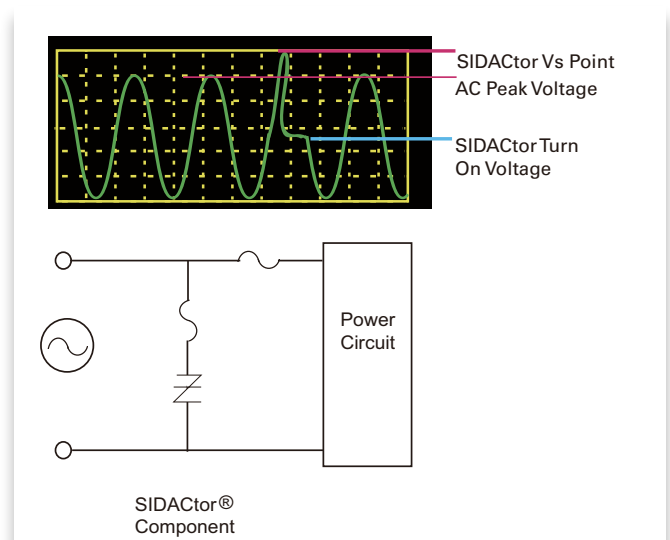 SIDACtor Vs Point
AC Peak Voltage
SIDACtor Turn
On Voltage
Power
Circuit
SIDACtor®
Component